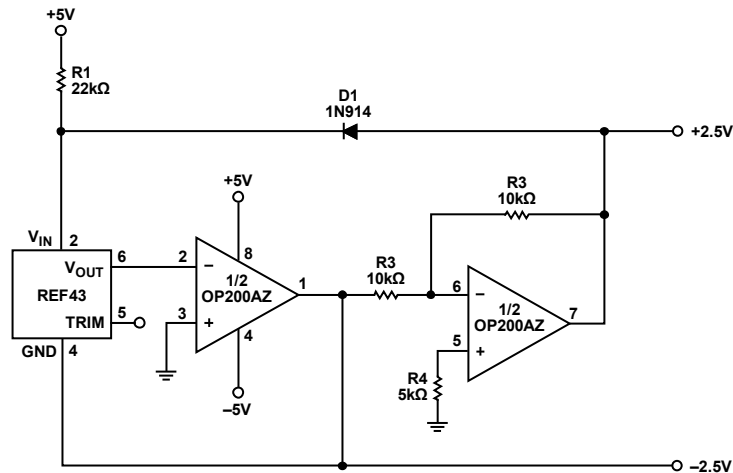 +5V
R1
22kΩ
D1
1N914
+2.5V
+5V
R3
10kΩ
VIN
2
8
VOUT
6
2
–
1/2
OP200AZ
1
R3
10kΩ
6
–
1/2
OP200AZ
7
REF43
TRIM
5
3
+
4
5
+
GND
4
–5V
R4
5kΩ
–2.5V